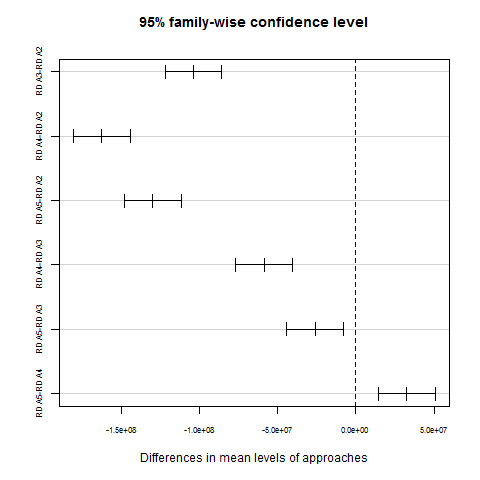 95% family-wise confidence level
RD A3-RD A2
RD A4-RD A2
RD A5-RD A2
RD A4-RD A3
RD A5-RD A3
RD A5-RD A4
-1.5e+08 -1.0e+08 -5.0e+07 0.0e+00 5.0e+07
Differences in mean levels of approaches